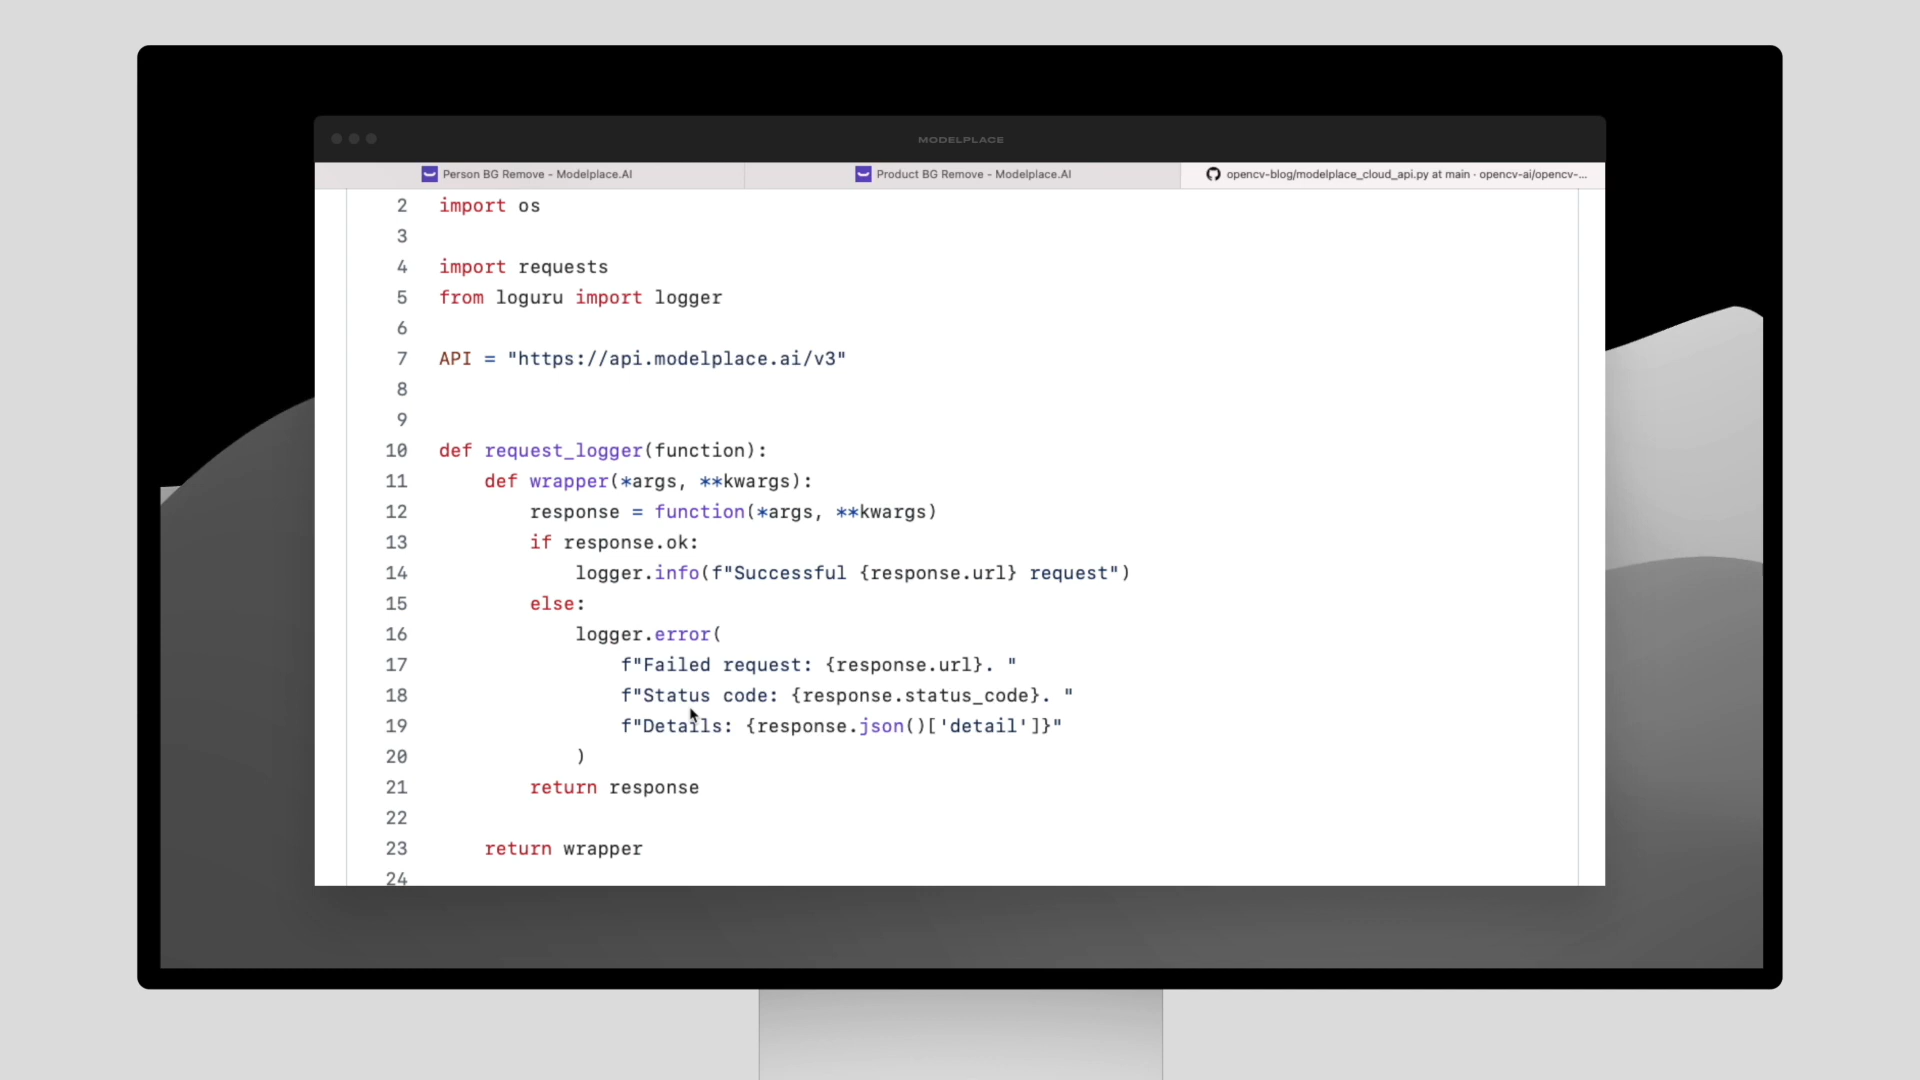 MODELPLACE
Person BG Remove - Modelplace.AI
Product BG Remove - Modelplace.AI
opencv-blog/modelplace_cloud_api.py at main · opencv-ai/opencv-...
2 import os
3
4 import requests
5 from loguru import logger
6
7 API = "https://api.modelplace.ai/v3"
8
9
10 def request_logger(function):
11     def wrapper(*args, **kwargs):
12         response = function(*args, **kwargs)
13         if response.ok:
14             logger.info(f"Successful {response.url} request")
15         else:
16             logger.error(
17                 f"Failed request: {response.url}. "
18                 f"Status code: {response.status_code}. "
19                 f"Details: {response.json()['detail']}"
20             )
21         return response
22
23     return wrapper
24